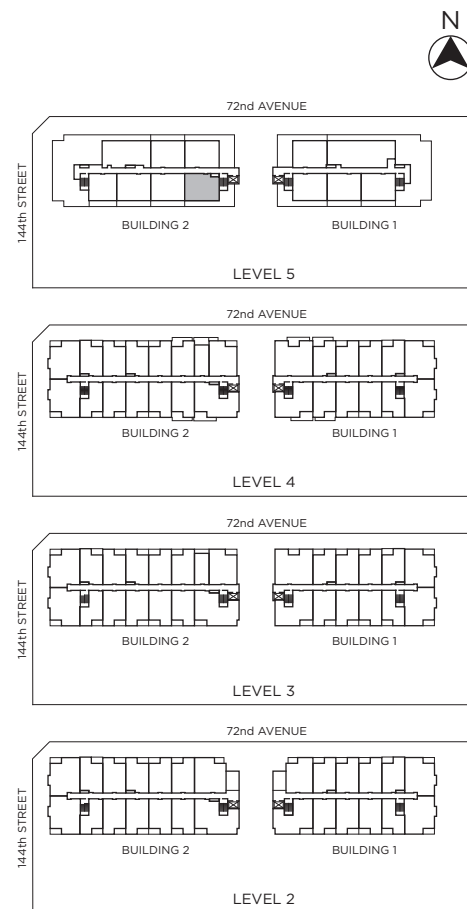 N
72nd AVENUE
144th STREET
BUILDING 2
BUILDING 1
LEVEL 5
72nd AVENUE
144th STREET
BUILDING 2
BUILDING 1
LEVEL 4
72nd AVENUE
144th STREET
BUILDING 2
BUILDING 1
LEVEL 3
72nd AVENUE
144th STREET
BUILDING 2
BUILDING 1
LEVEL 2